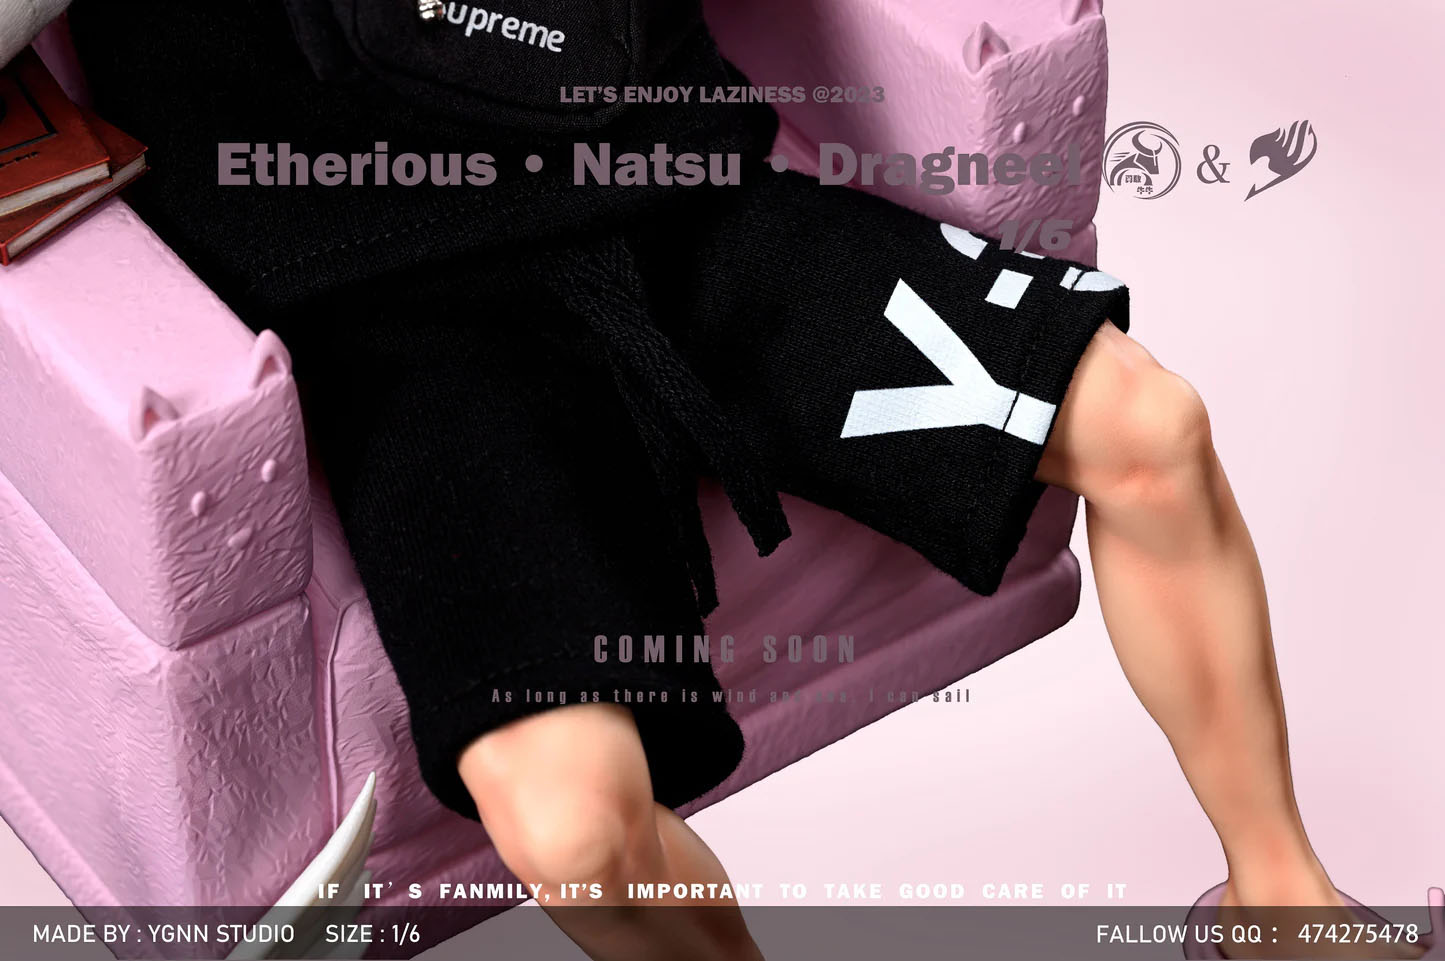 upreme
LET'S ENJOY LAZINESS @2023
Etherious • Natsu • Dragneel &
1/6
Y-3
COMING SOON
As long as there is wind and sea, i can sail
IF IT'S FANMILY, IT'S IMPORTANT TO TAKE GOOD CARE OF IT
MADE BY : YGNN STUDIO SIZE : 1/6
FALLOW US QQ： 474275478